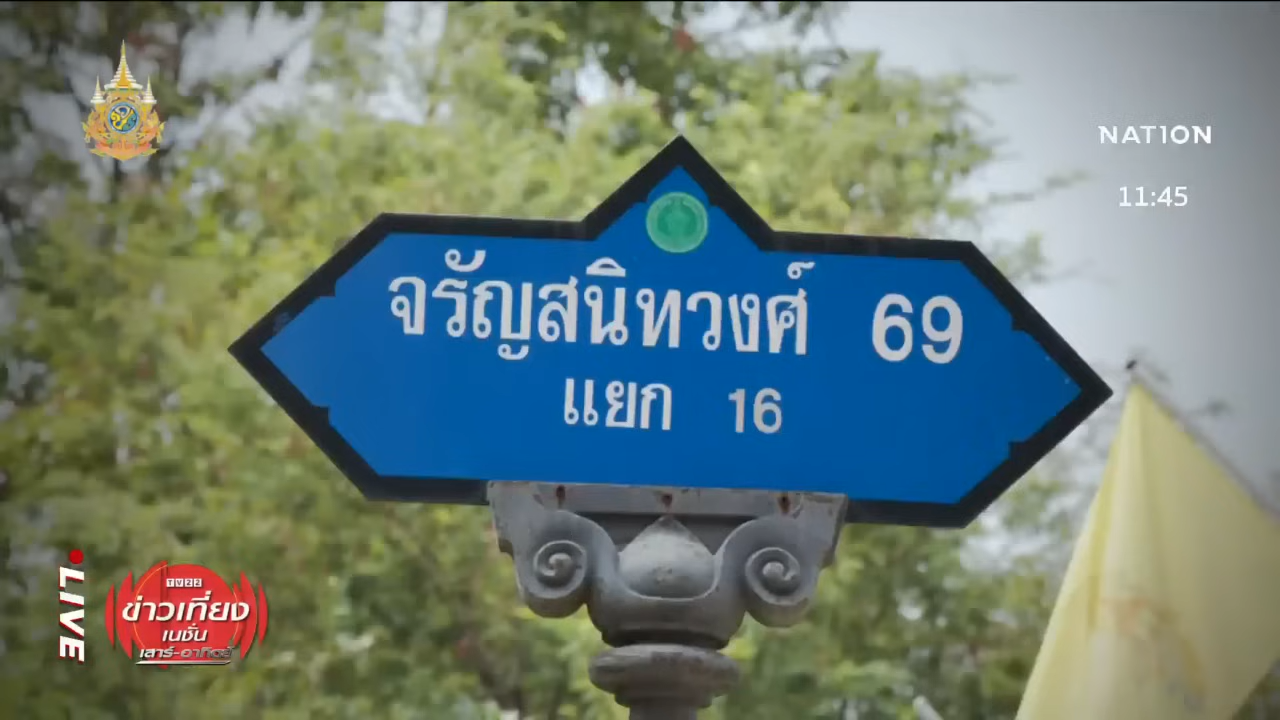 NATION
11:45
จรัญสนิทวงศ์ 69
แยก 16
LIVE
TV22
ข่าวเที่ยง
เนชั่น
เสาร์-อาทิตย์